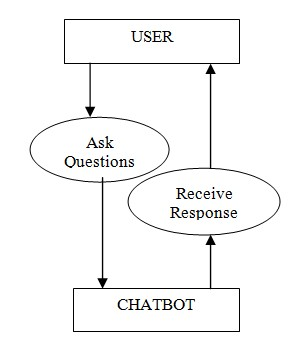 USER
Ask
Questions
Receive
Response
CHATBOT